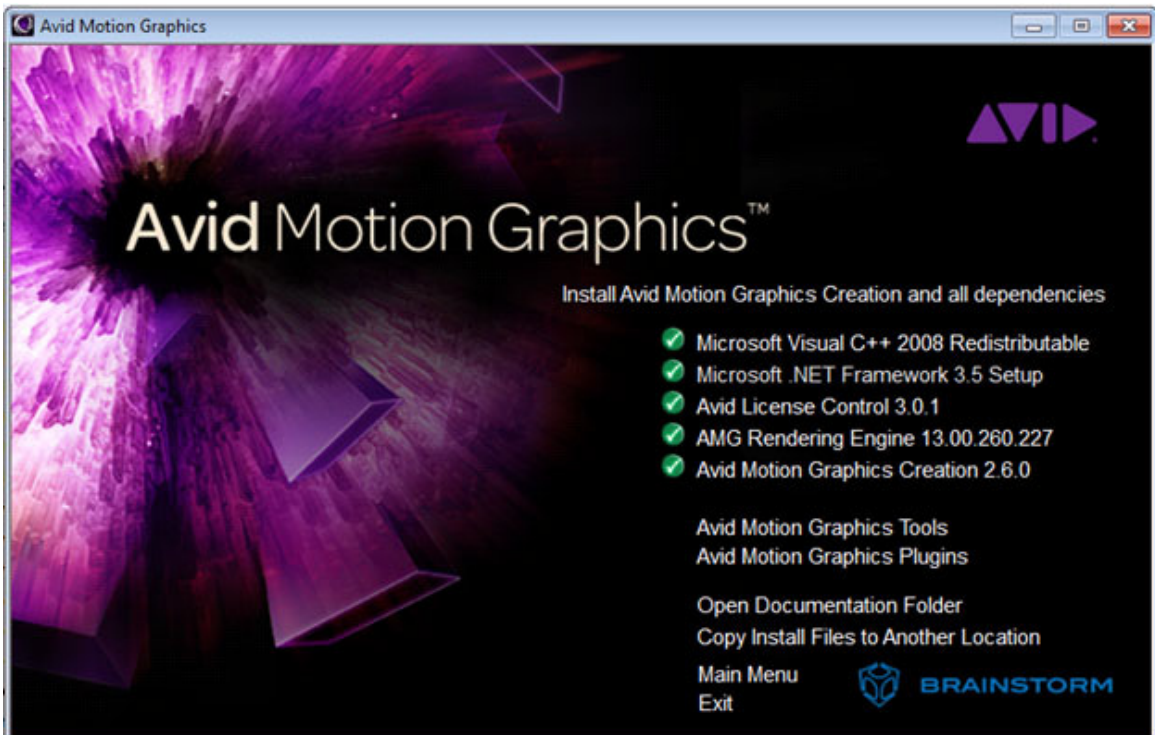 Avid Motion Graphics
AVID
Avid Motion Graphics™
Install Avid Motion Graphics Creation and all dependencies
Microsoft Visual C++ 2008 Redistributable
Microsoft .NET Framework 3.5 Setup
Avid License Control 3.0.1
AMG Rendering Engine 13.00.260.227
Avid Motion Graphics Creation 2.6.0
Avid Motion Graphics Tools
Avid Motion Graphics Plugins
Open Documentation Folder
Copy Install Files to Another Location
Main Menu
BRAINSTORM
Exit